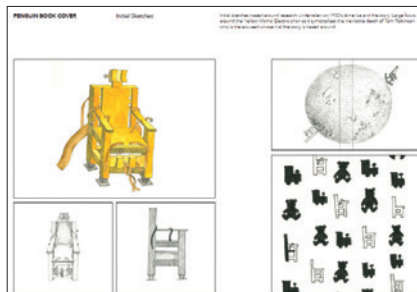 PENGUIN BOOK COVER
Initial Sketches
Initial sketches based around research undertaken on 1930's America and the story. Large focus
around the 'Yellow Mama' Electric chair as it symbolises the inevitable death of Tom Robinson
who is the accused whose trial the story is based around